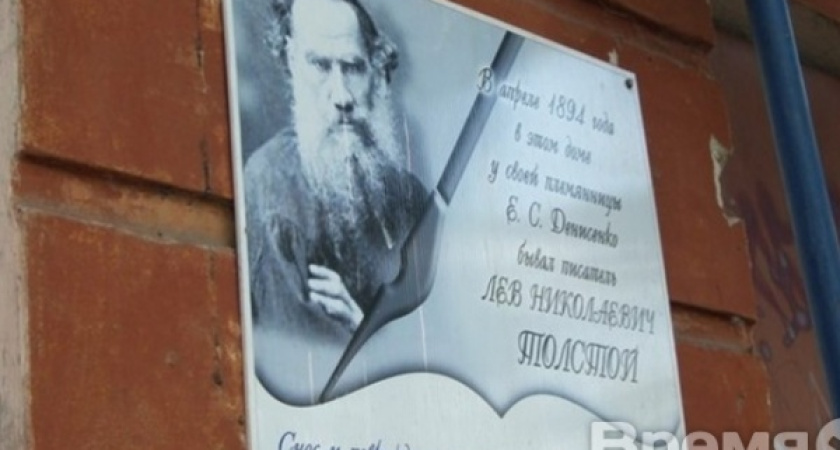 В апреле 1894 года
в этом доме
у своей племянницы
Е. С. Денисенко
бывал писатель
ЛЕВ НИКОЛАЕВИЧ
ТОЛСТОЙ
Время